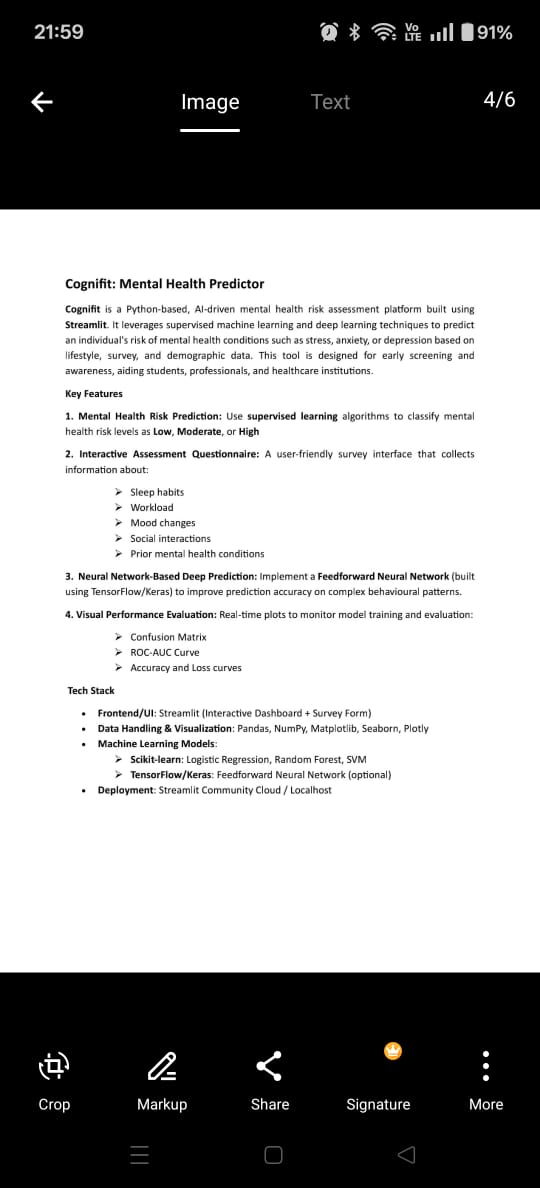 21:59
Vo LTE 91%
Image Text 4/6
Cognifit: Mental Health Predictor
Cognifit is a Python-based, AI-driven mental health risk assessment platform built using
Streamlit. It leverages supervised machine learning and deep learning techniques to predict
an individual's risk of mental health conditions such as stress, anxiety, or depression based on
lifestyle, survey, and demographic data. This tool is designed for early screening and
awareness, aiding students, professionals, and healthcare institutions.
Key Features
1. Mental Health Risk Prediction: Use supervised learning algorithms to classify mental
health risk levels as Low, Moderate, or High
2. Interactive Assessment Questionnaire: A user-friendly survey interface that collects
information about:
➢ Sleep habits
➢ Workload
➢ Mood changes
➢ Social interactions
➢ Prior mental health conditions
3. Neural Network-Based Deep Prediction: Implement a Feedforward Neural Network (built
using TensorFlow/Keras) to improve prediction accuracy on complex behavioural patterns.
4. Visual Performance Evaluation: Real-time plots to monitor model training and evaluation:
➢ Confusion Matrix
➢ ROC-AUC Curve
➢ Accuracy and Loss curves
Tech Stack
• Frontend/UI: Streamlit (Interactive Dashboard + Survey Form)
• Data Handling & Visualization: Pandas, NumPy, Matplotlib, Seaborn, Plotly
• Machine Learning Models:
➢ Scikit-learn: Logistic Regression, Random Forest, SVM
➢ TensorFlow/Keras: Feedforward Neural Network (optional)
• Deployment: Streamlit Community Cloud / Localhost
Crop Markup Share Signature More